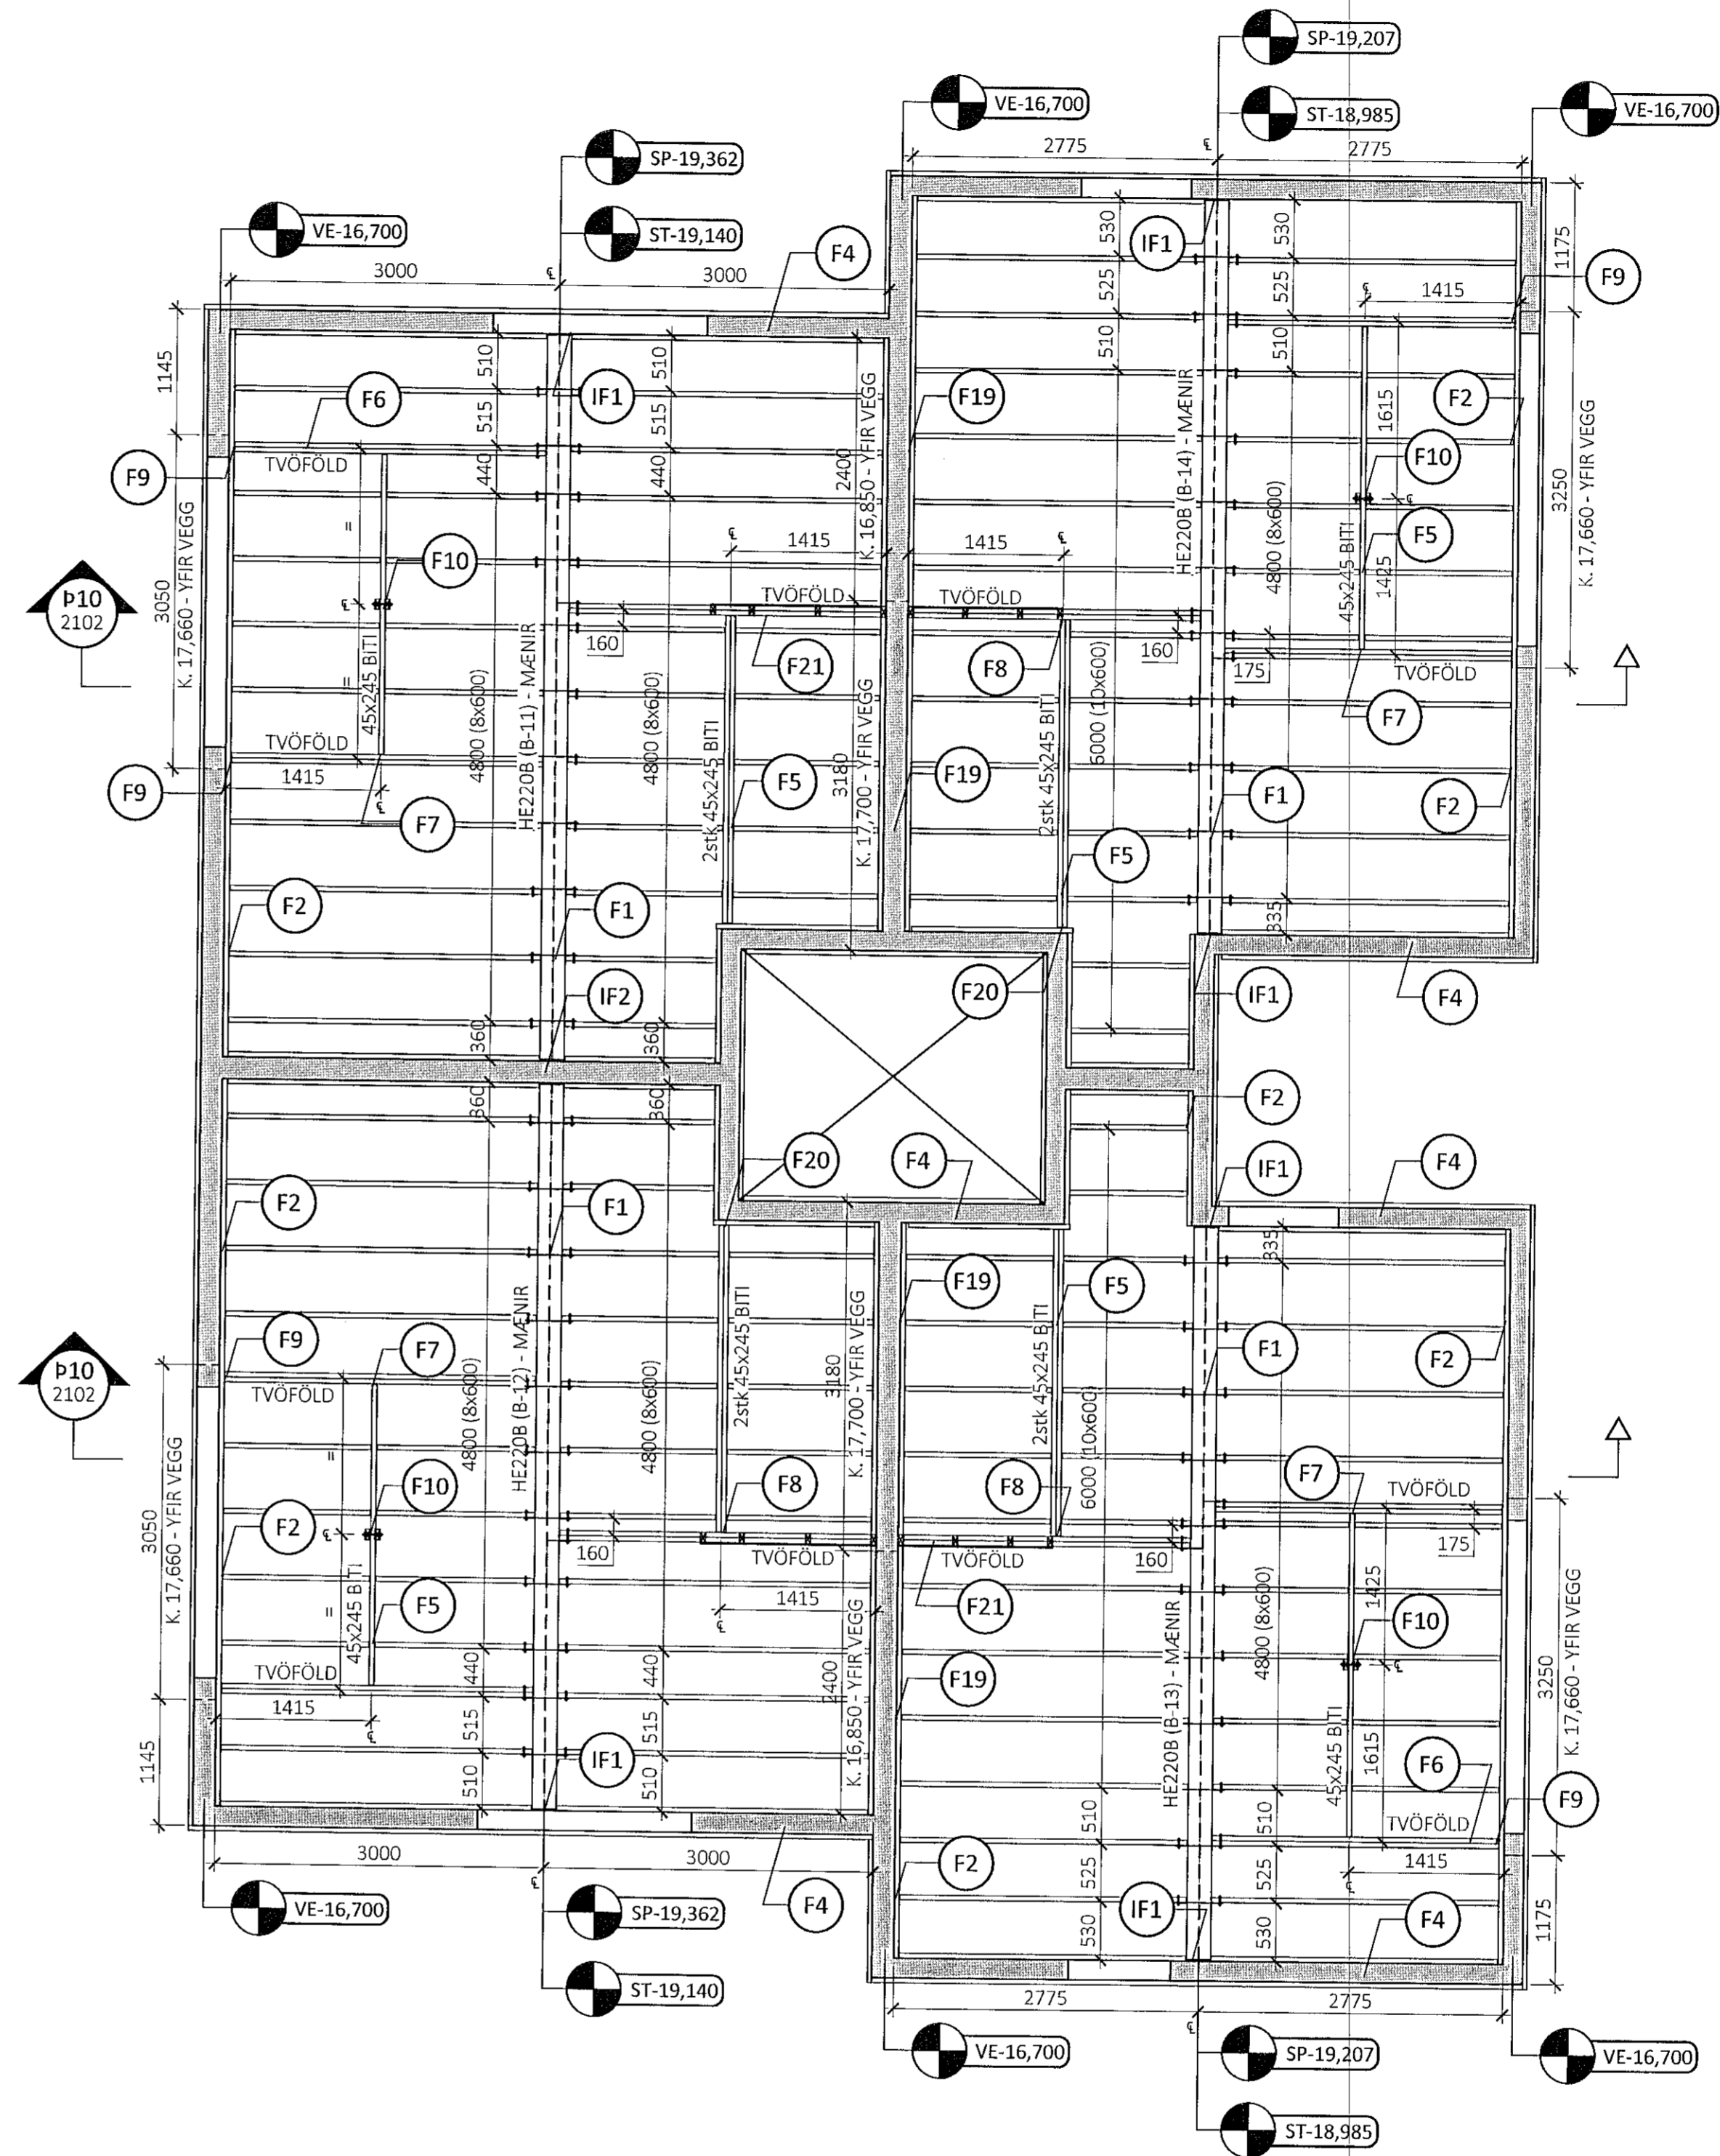 SP-19,207
VE-16,700
ST-18,985
VE-16,700
2775
2775
SP-19,362
ST-19,140
VE-16,700
3000
3000
F4
IF1
530
530
1175
F9
525
525
1415
510
510
1145
510
510
IF1
F6
515
515
TVÖFÖLD
440
440
2400
K.16,850 - YFIR VEGG
F19
HE220B (B-14) - MÆNIR
1615
F2
F10
F9
3250
K. 17,660 - YFIR VEGG
=
F10
1415
1415
4800 (8x600)
45x245 BITI
F5
1425
Þ10
2102
3050
K. 17,660 - YFIR VEGG
TVÖFÖLD
TVÖFÖLD
160
F21
F8
160
175
TVÖFÖLD
=
45x245 BITI
F7
TVÖFÖLD
1415
4800 (8x600)
HE220B (B-11) - MÆNIR
4800 (8x600)
2stk 45x245 BITI
F5
3180
K. 17,700 - YFIR VEGG
F19
2stk 45x245 BITI
6000 (10x600)
F1
F2
F9
F7
F5
F2
F1
IF2
F20
IF1
F4
360
360
360
360
F2
F20
F4
IF1
F4
F2
F1
335
335
F19
F5
F1
F2
F9
F7
TVÖFÖLD
4800 (8x600)
HE220B (B-12) - MÆNIR
4800 (8x600)
2stk 45x245 BITI
3180
K. 17,700 - YFIR VEGG
2stk 45x245 BITI
6000 (10x600)
Þ10
2102
=
F10
F8
F8
F7
TVÖFÖLD
3050
K. 17,660 - YFIR VEGG
F2
160
TVÖFÖLD
TVÖFÖLD
160
175
45x245 BITI
=
F5
1415
F21
4800 (8x600)
1425
F10
TVÖFÖLD
440
440
2400
K. 16,850 - YFIR VEGG
F19
HE220B (B-13) - MÆNIR
3250
K. 17,660 - YFIR VEGG
1415
515
515
45x245 BITI
1615
F6
1145
510
IF1
510
510
510
TVÖFÖLD
F9
3000
3000
F2
525
525
1415
VE-16,700
SP-19,362
F4
IF1
530
530
F4
1175
ST-19,140
2775
2775
VE-16,700
SP-19,207
VE-16,700
ST-18,985